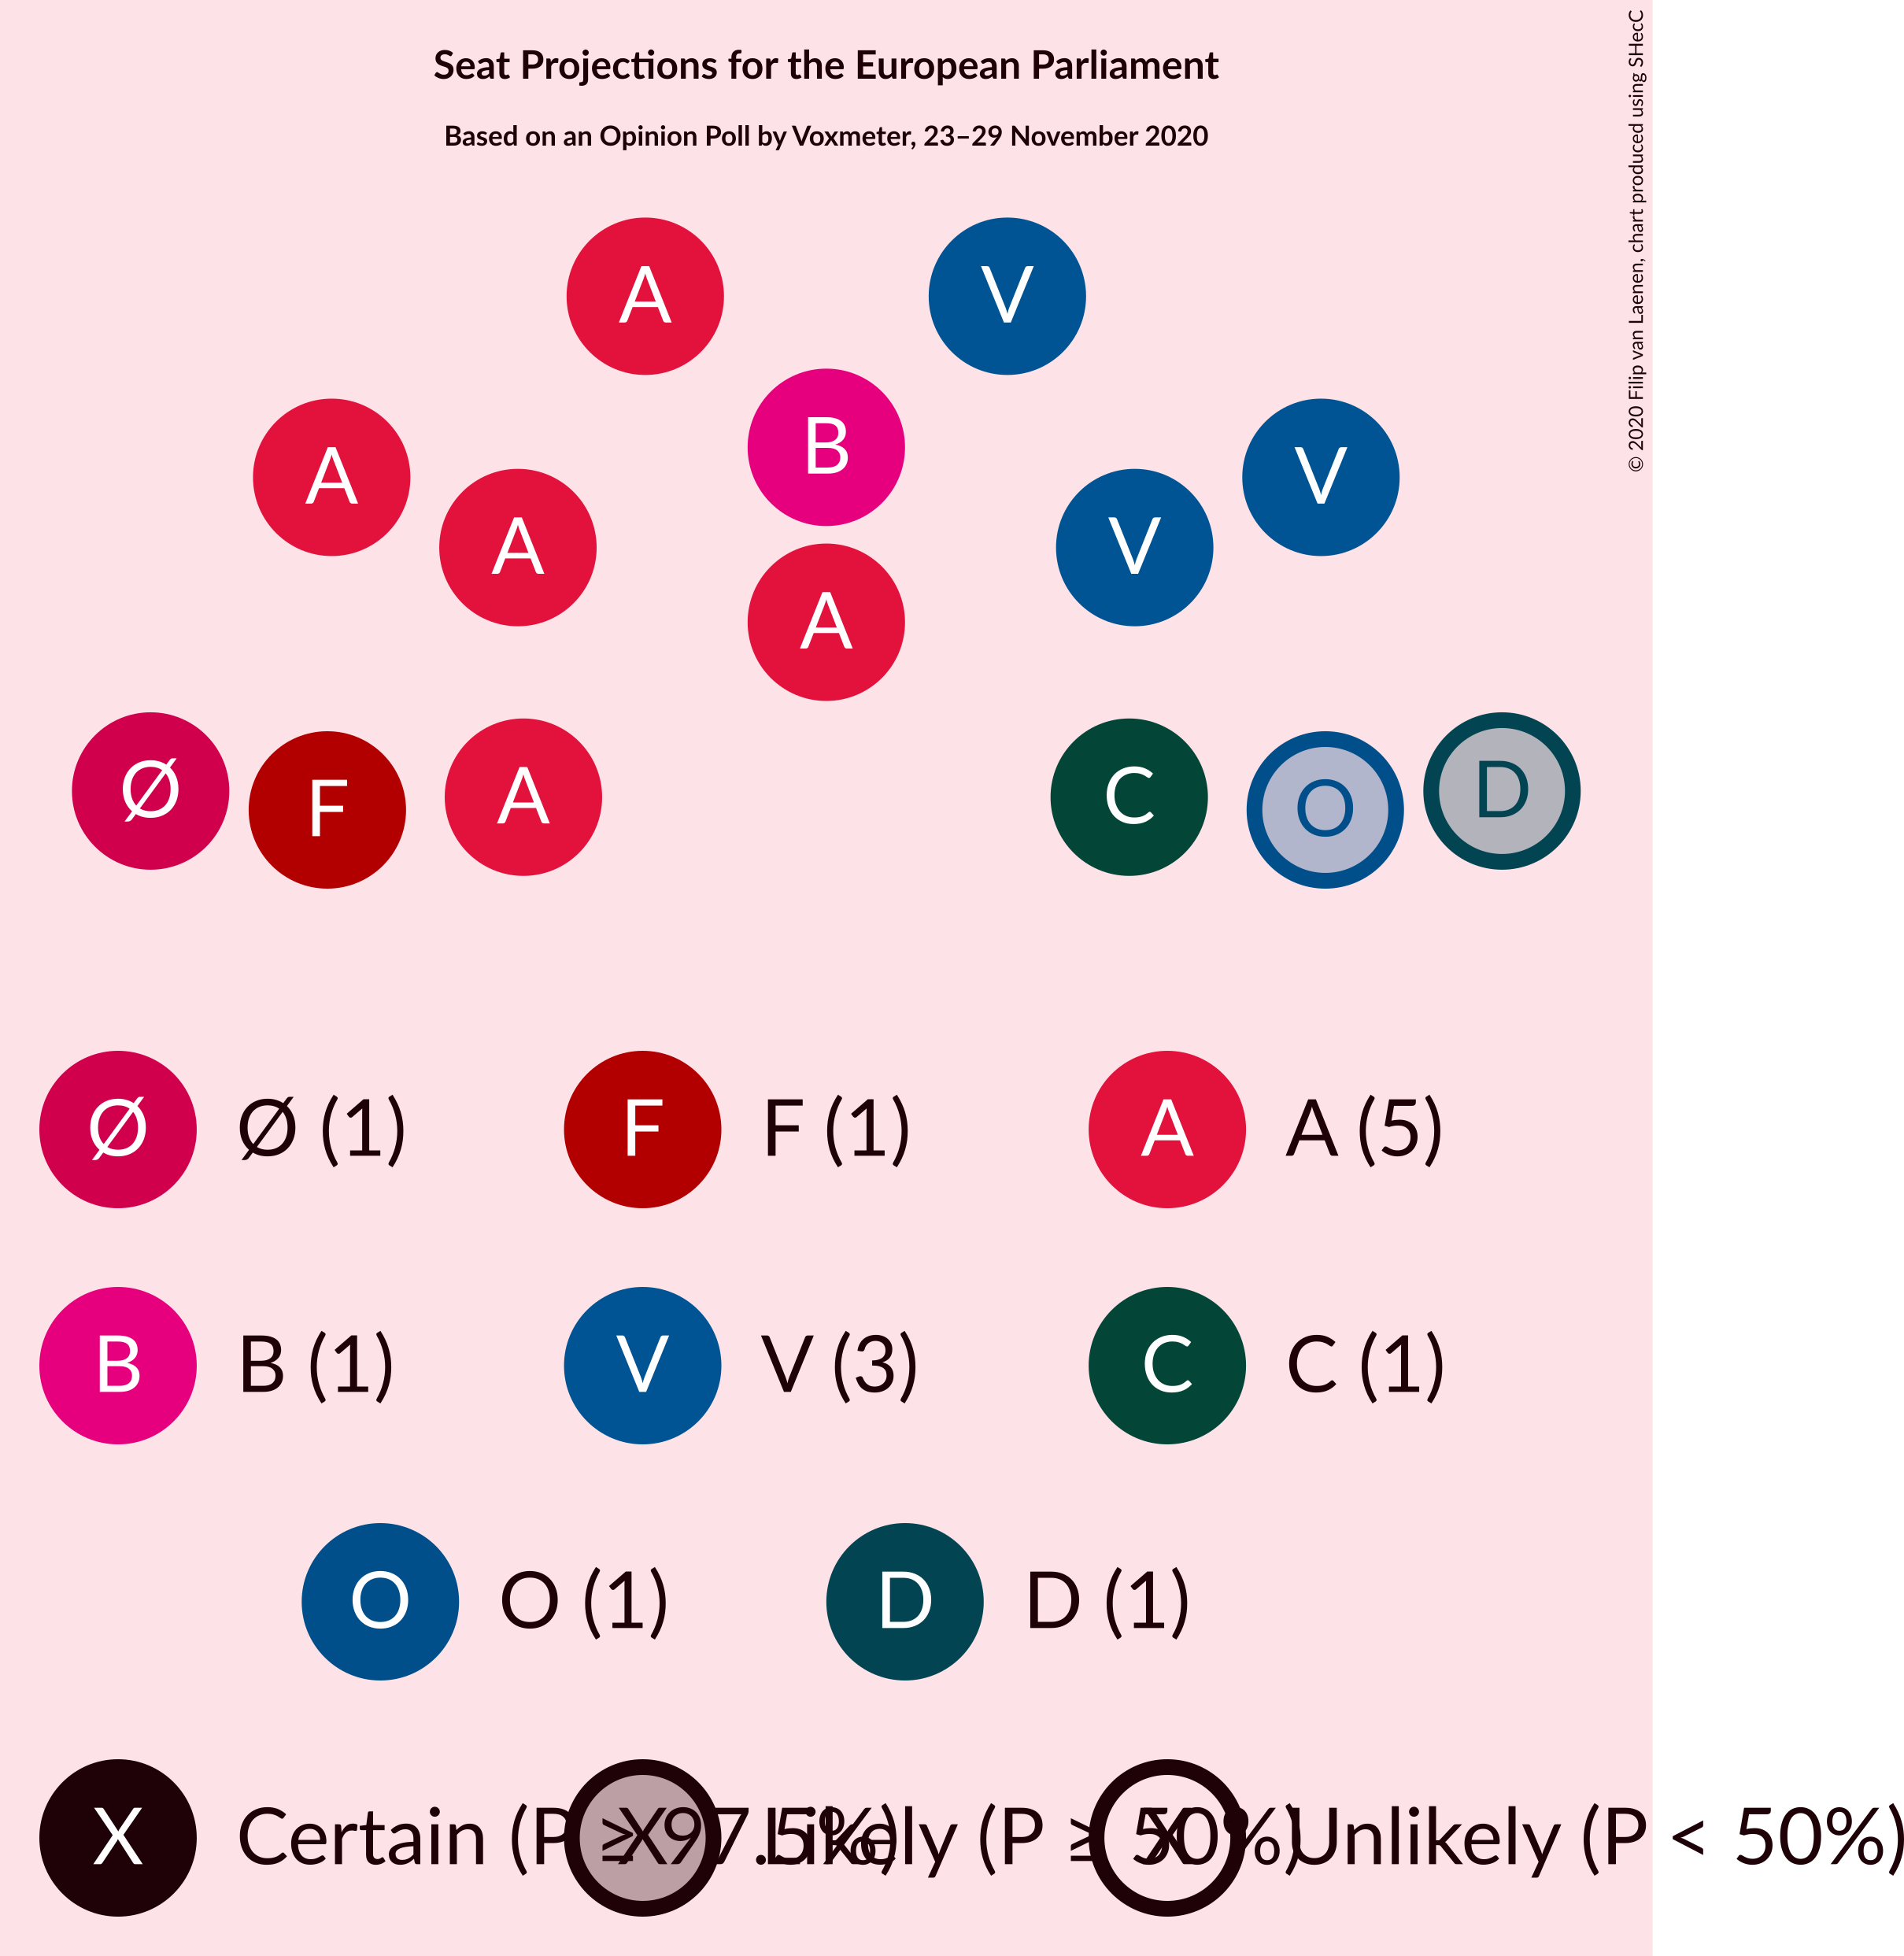 Seat Projections for the European Parliament
Based on an Opinion Poll by Voxmeter, 23–29 November 2020
© 2020 Filip van Laenen, chart produced using SHecC
A V
B
A V
A V
A
Ø A C D
F O
Ø Ø (1) F F (1) A A (5)
B B (1) V V (3) C C (1)
O O (1) D D (1)
X Certain (P ≥ 97.5%) X Likely (P ≥ 50%) X Unlikely (P < 50%)